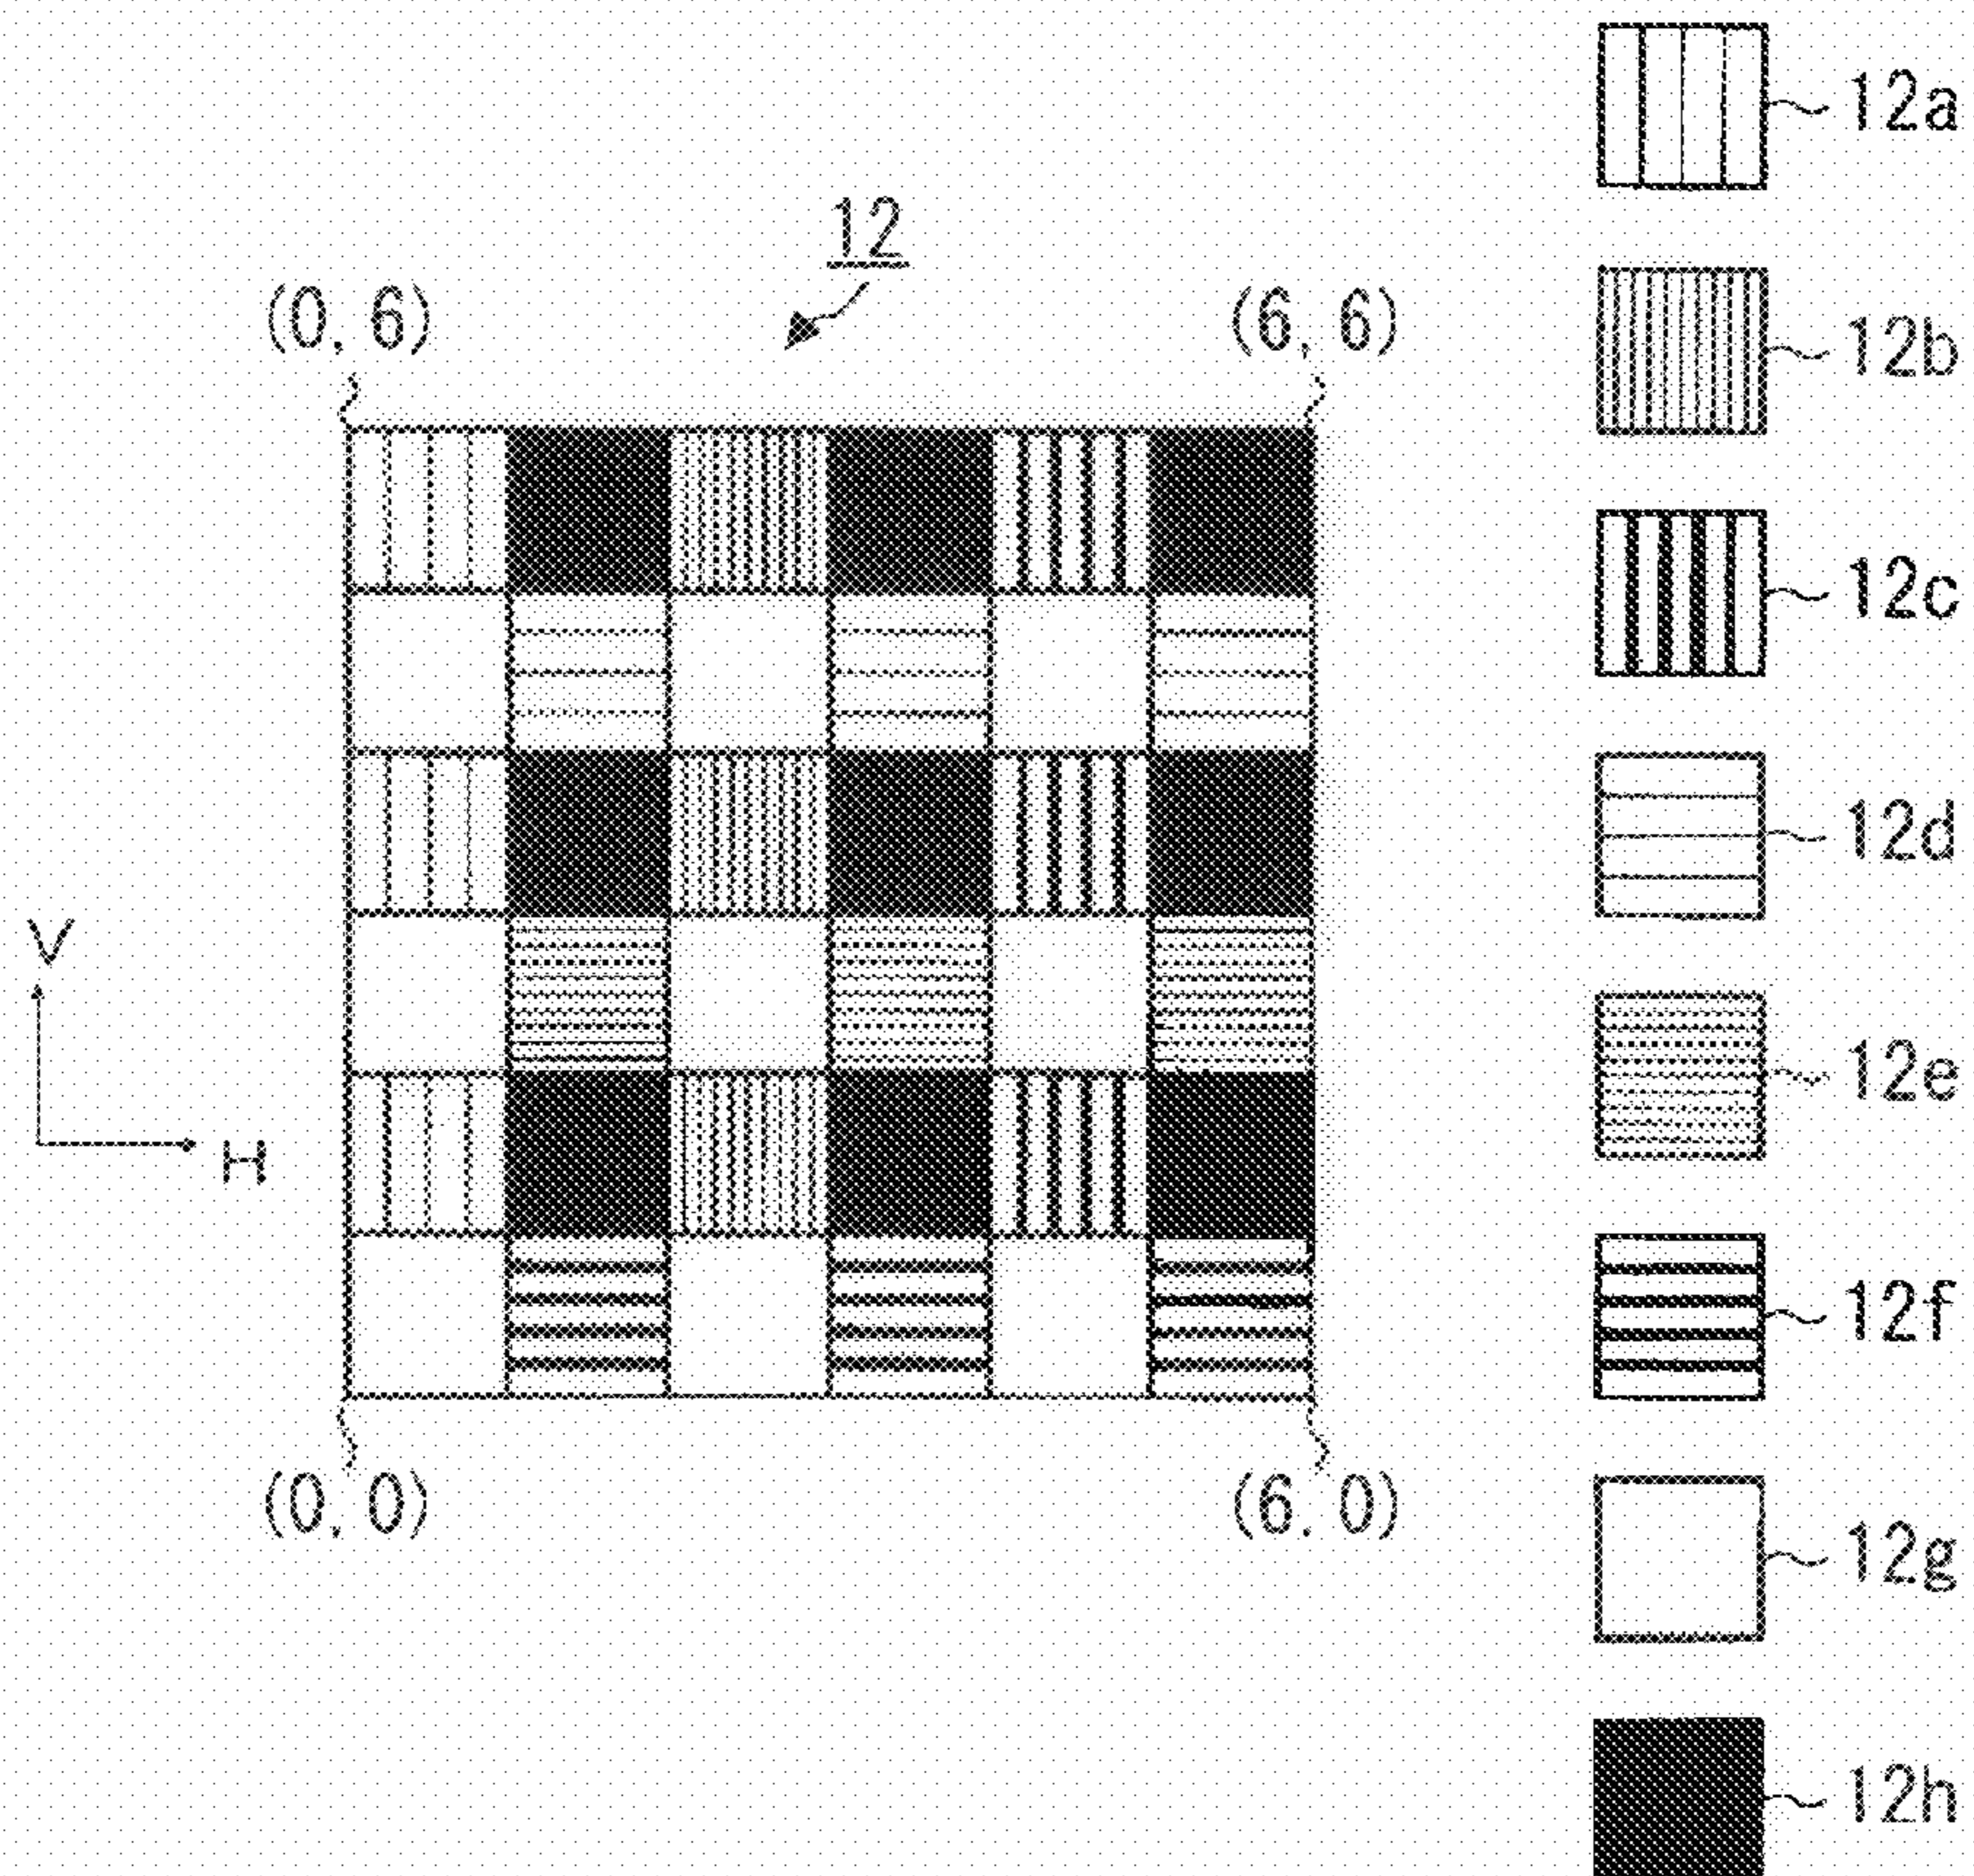 12a
12
(0, 6)
(6, 6)
12b
12c
12d
V
H
12e
12f
(0, 0)
(6, 0)
12g
12h